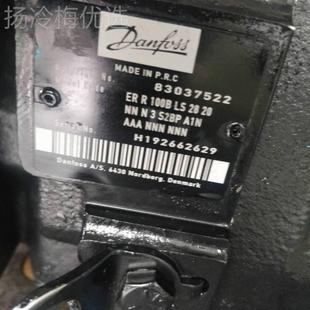 扬冷梅优选
Danfoss
MADE IN P.R.C
83037522
ER R 100B LS 28 20
NN N 3 S2BP A1N
AAA NNN NNN
H192662629
Danfoss A/S, 6430 Nordborg, Denmark